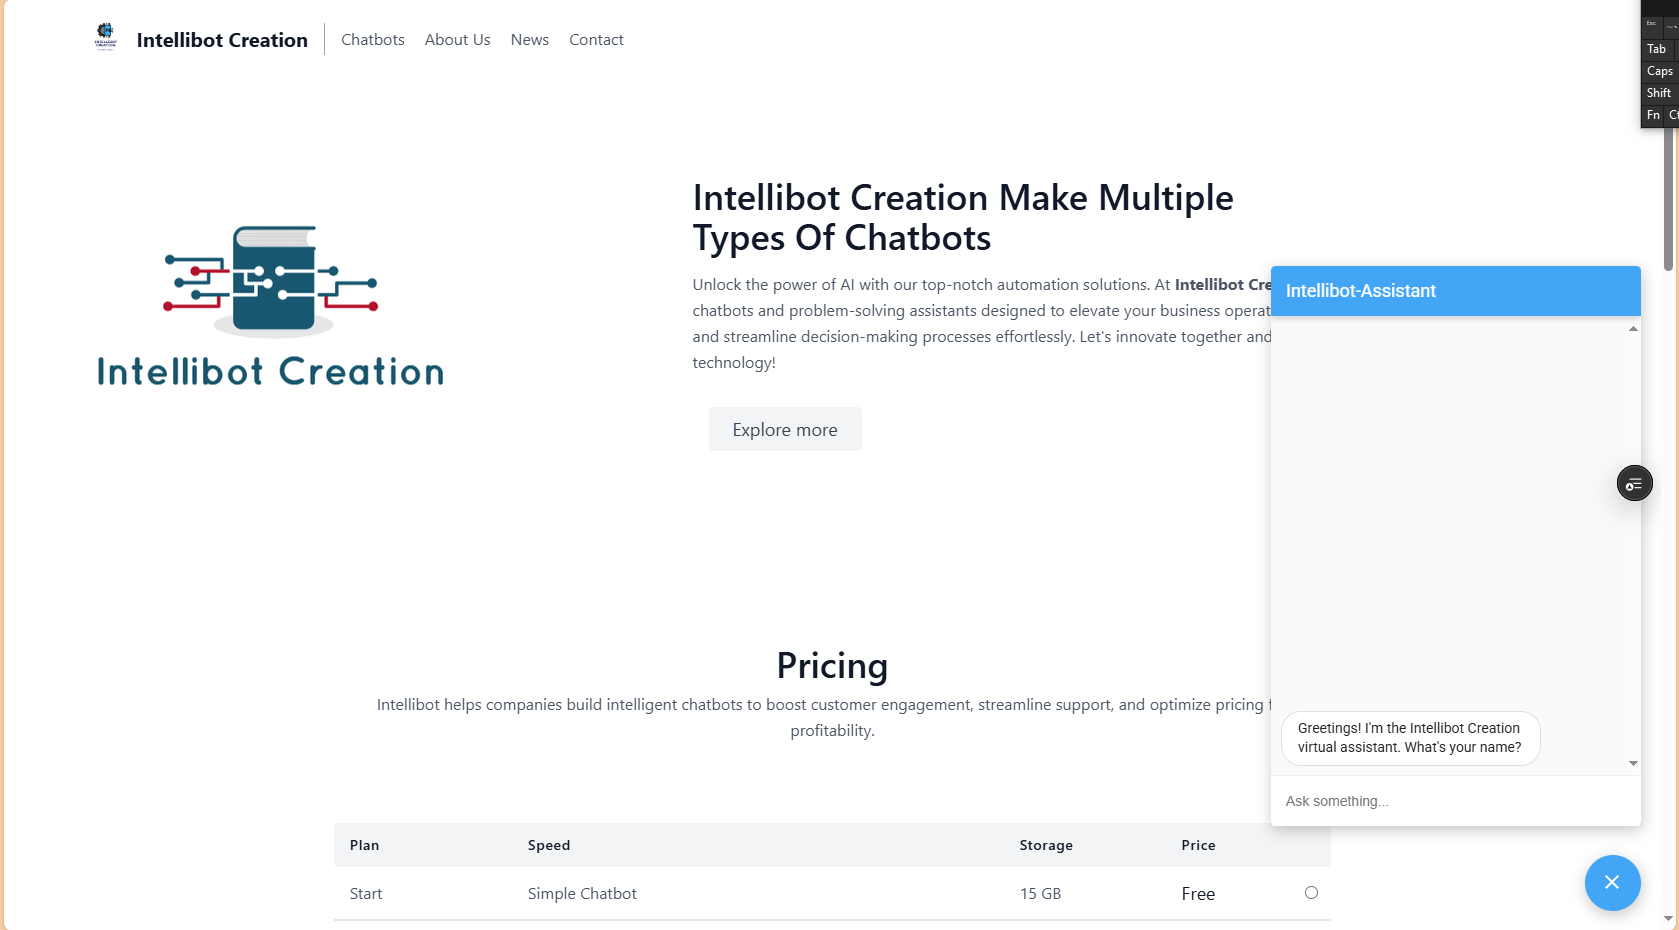 Intellibot Creation
Chatbots
About Us
News
Contact
Esc
Tab
Caps
Shift
Fn
Intellibot Creation
Intellibot Creation Make Multiple
Types Of Chatbots
Unlock the power of AI with our top-notch automation solutions. At Intellibot Cre
chatbots and problem-solving assistants designed to elevate your business operat
and streamline decision-making processes effortlessly. Let's innovate together and
technology!
Explore more
Intellibot-Assistant
Greetings! I'm the Intellibot Creation
virtual assistant. What's your name?
Ask something...
Pricing
Intellibot helps companies build intelligent chatbots to boost customer engagement, streamline support, and optimize pricing
profitability.
Plan Speed Storage Price
Start Simple Chatbot 15 GB Free